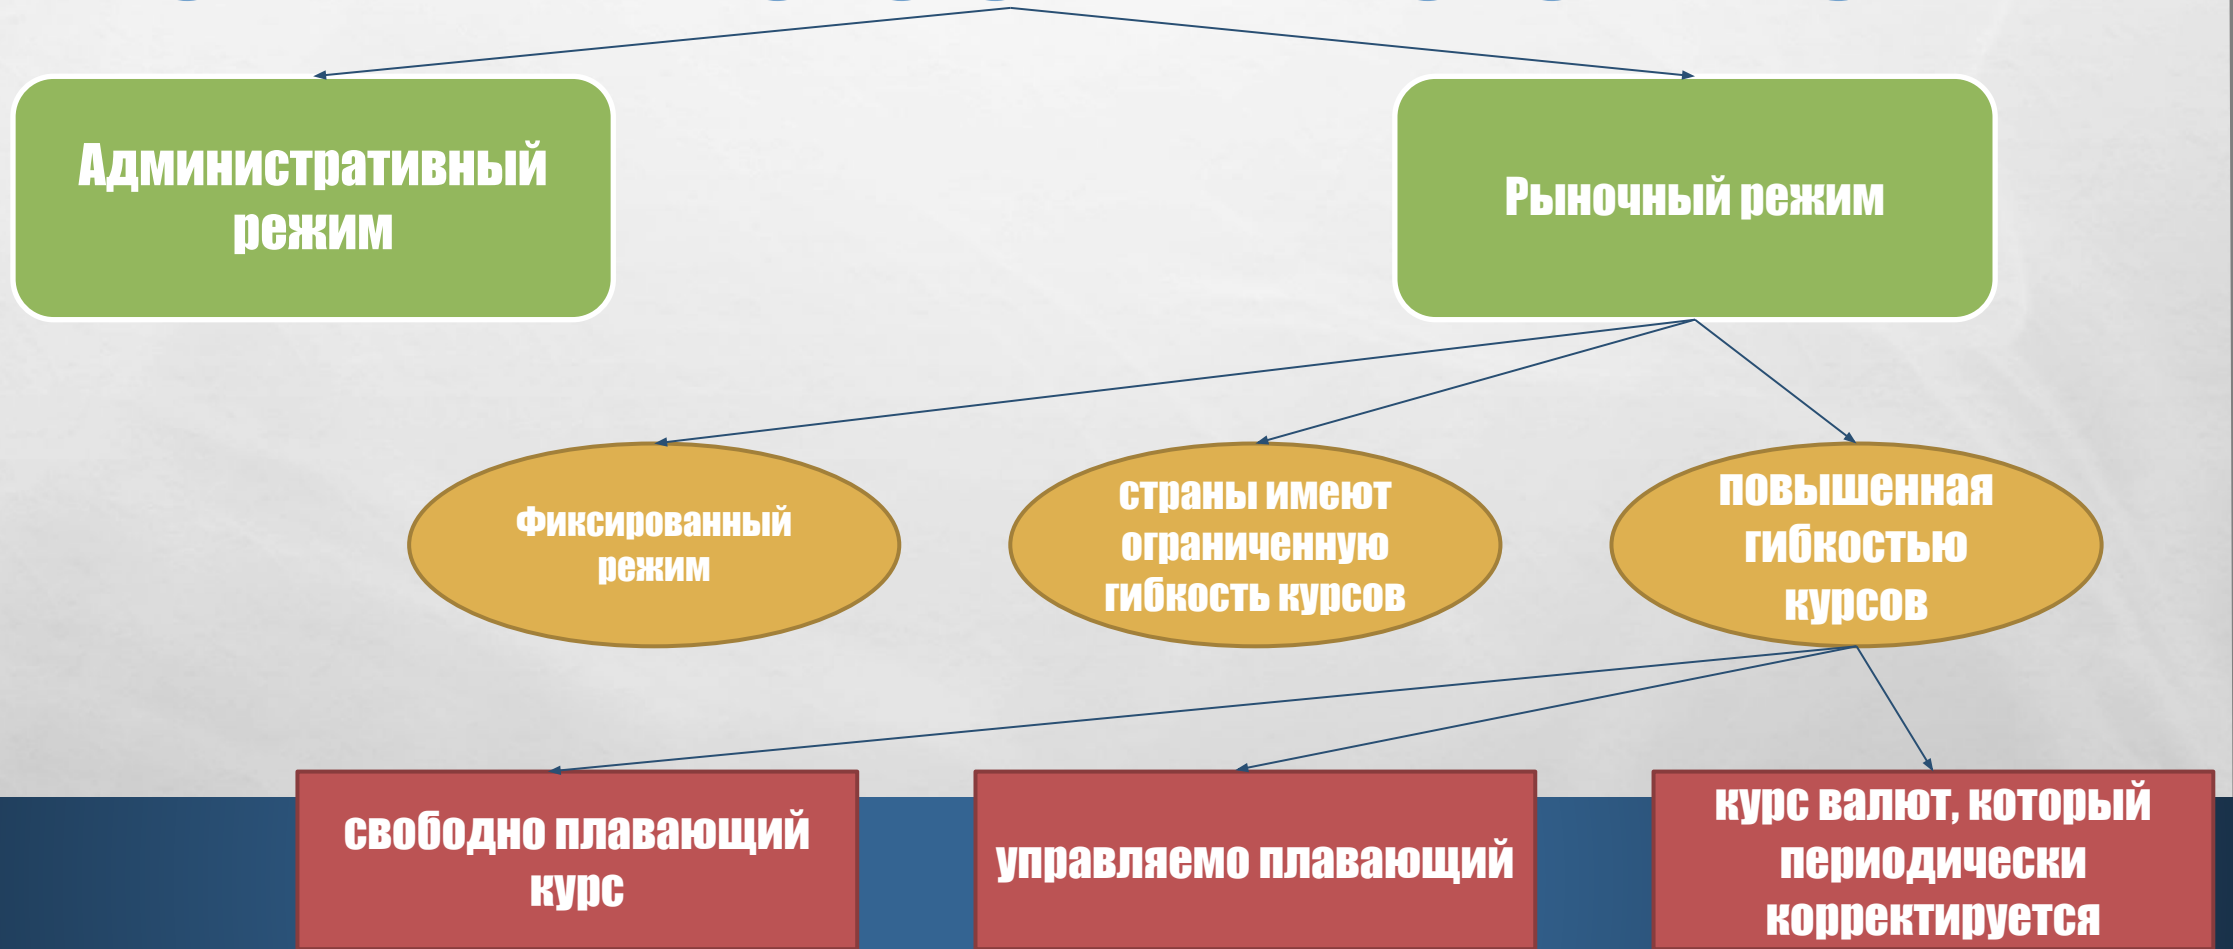 Административный
режим
Рыночный режим
Фиксированный
режим
страны имеют
ограниченную
гибкость курсов
повышенная
гибкостью
курсов
свободно плавающий
курс
управляемо плавающий
курс валют, который
периодически
корректируется